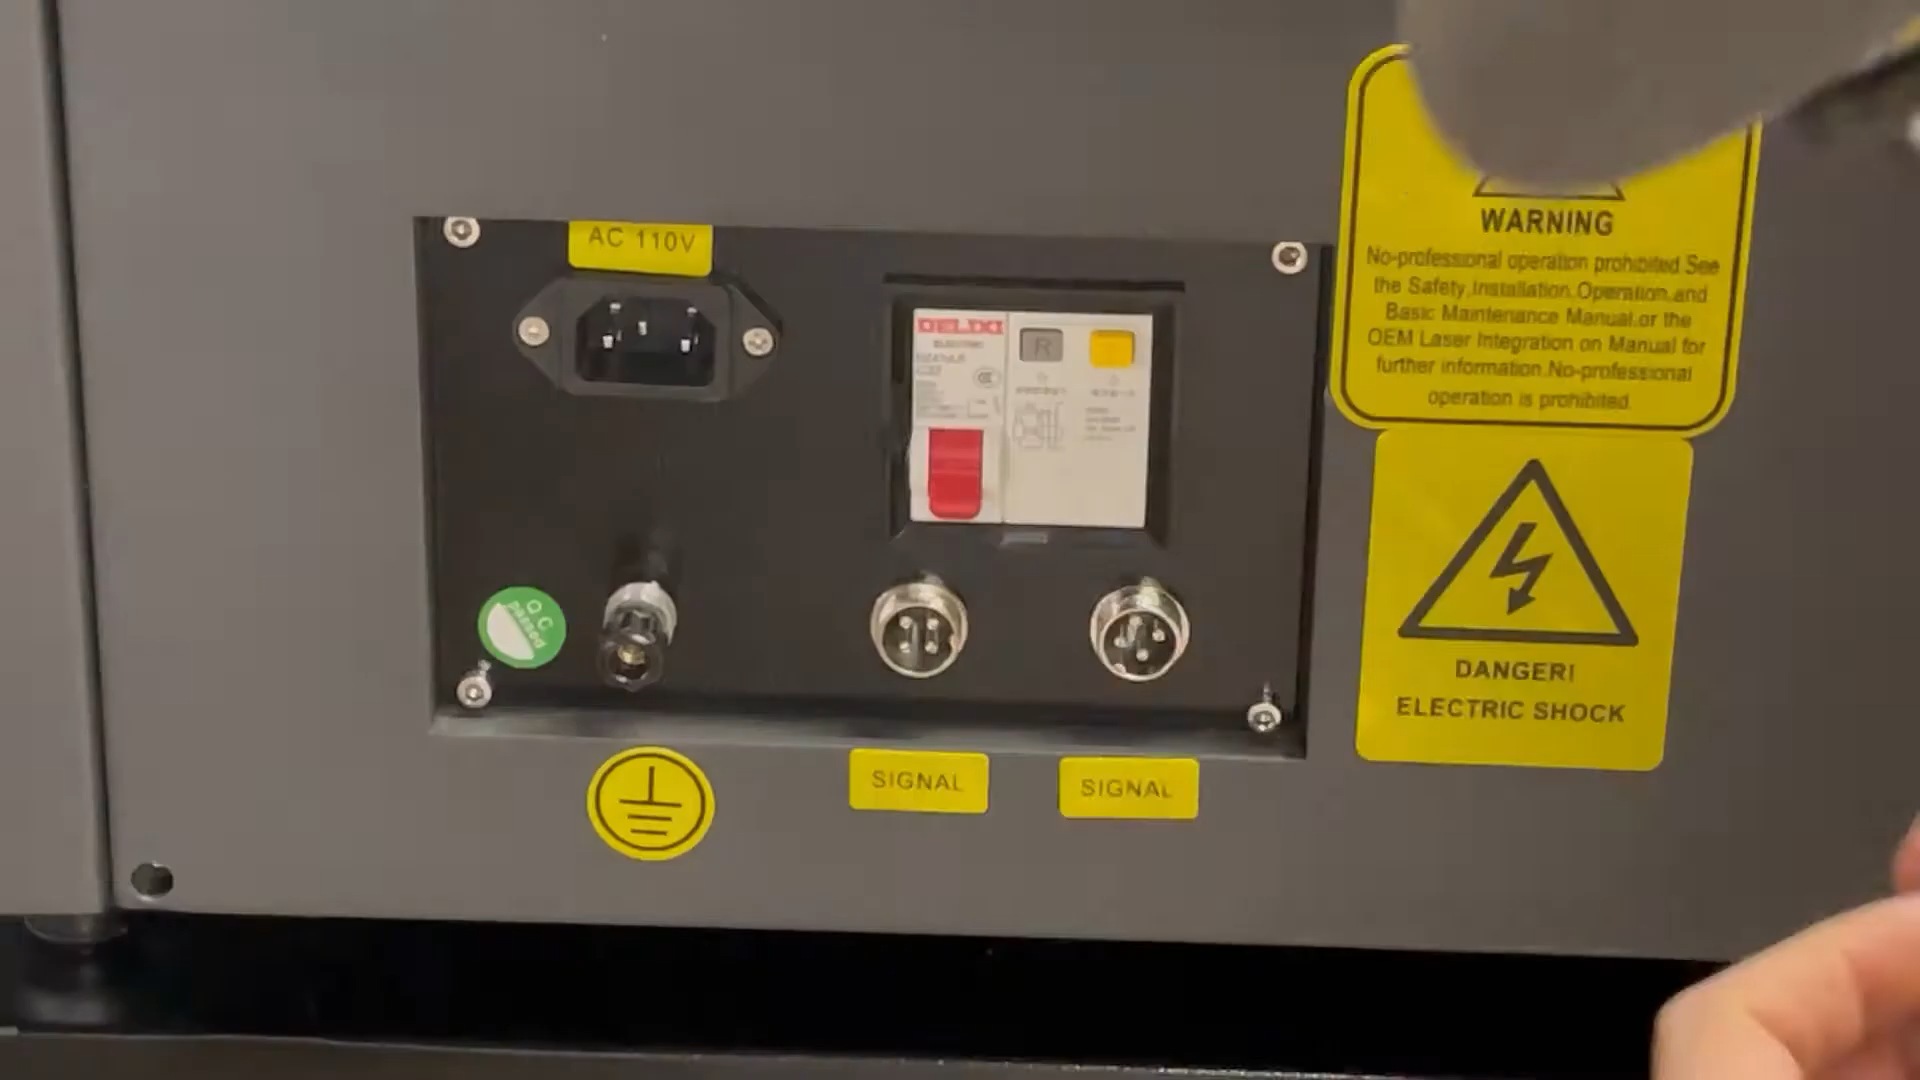 AC 110V
DELIXI
ELECTRIC
R
QC
Passed
SIGNAL
SIGNAL
WARNING
No-professional operation prohibited.See
the Safety,Installation,Operation,and
Basic Maintenance Manual,or the
OEM Laser Integration on Manual for
further information.No-professional
operation is prohibited.
DANGER!
ELECTRIC SHOCK